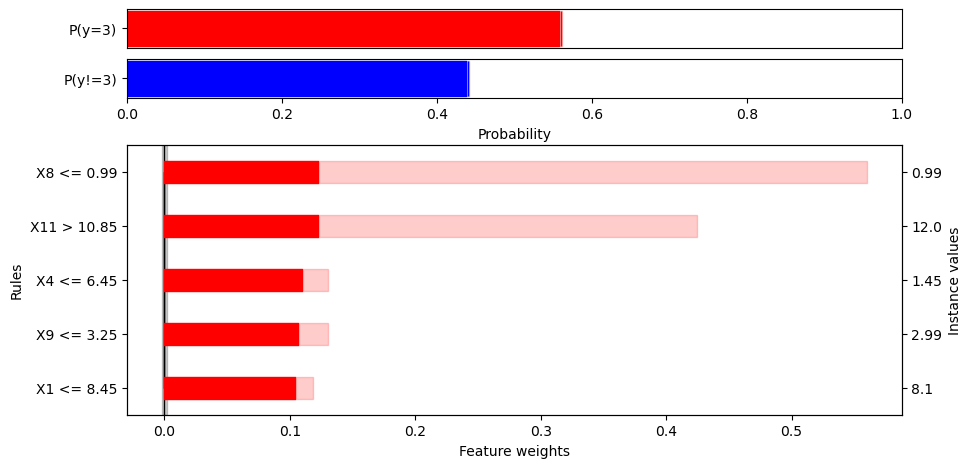 P(y=3)
P(y!=3)
0.0 0.2 0.4 0.6 0.8 1.0
Probability
Rules
X8 <= 0.99 0.99
X11 > 10.85 12.0
X4 <= 6.45 1.45
X9 <= 3.25 2.99
X1 <= 8.45 8.1
Instance values
0.0 0.1 0.2 0.3 0.4 0.5
Feature weights